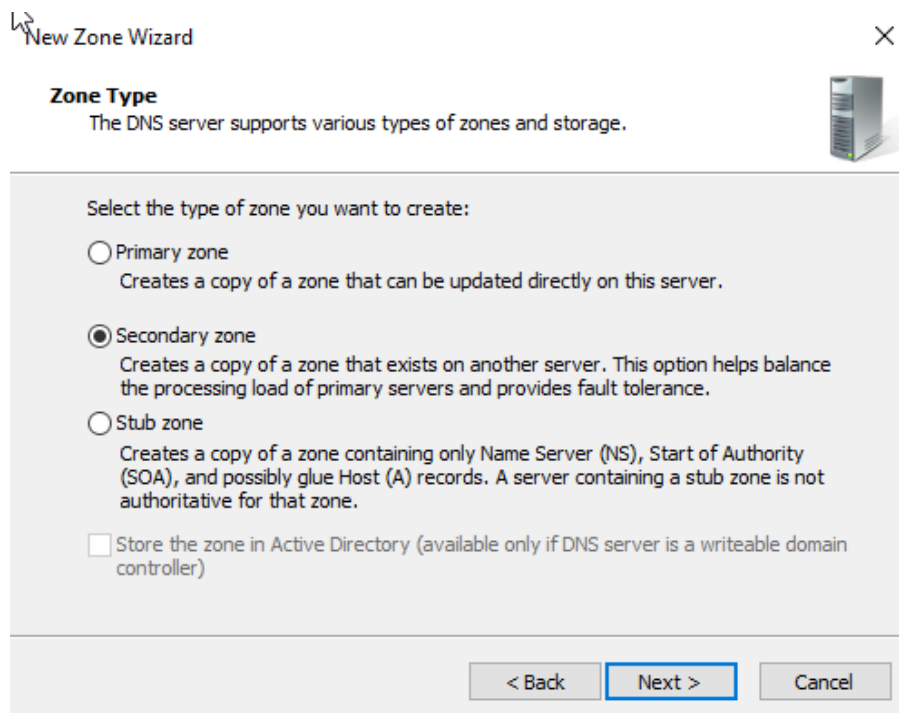 New Zone Wizard
Zone Type
The DNS server supports various types of zones and storage.
Select the type of zone you want to create:
Primary zone
Creates a copy of a zone that can be updated directly on this server.
Secondary zone
Creates a copy of a zone that exists on another server. This option helps balance
the processing load of primary servers and provides fault tolerance.
Stub zone
Creates a copy of a zone containing only Name Server (NS), Start of Authority
(SOA), and possibly glue Host (A) records. A server containing a stub zone is not
authoritative for that zone.
Store the zone in Active Directory (available only if DNS server is a writeable domain
controller)
< Back Next > Cancel